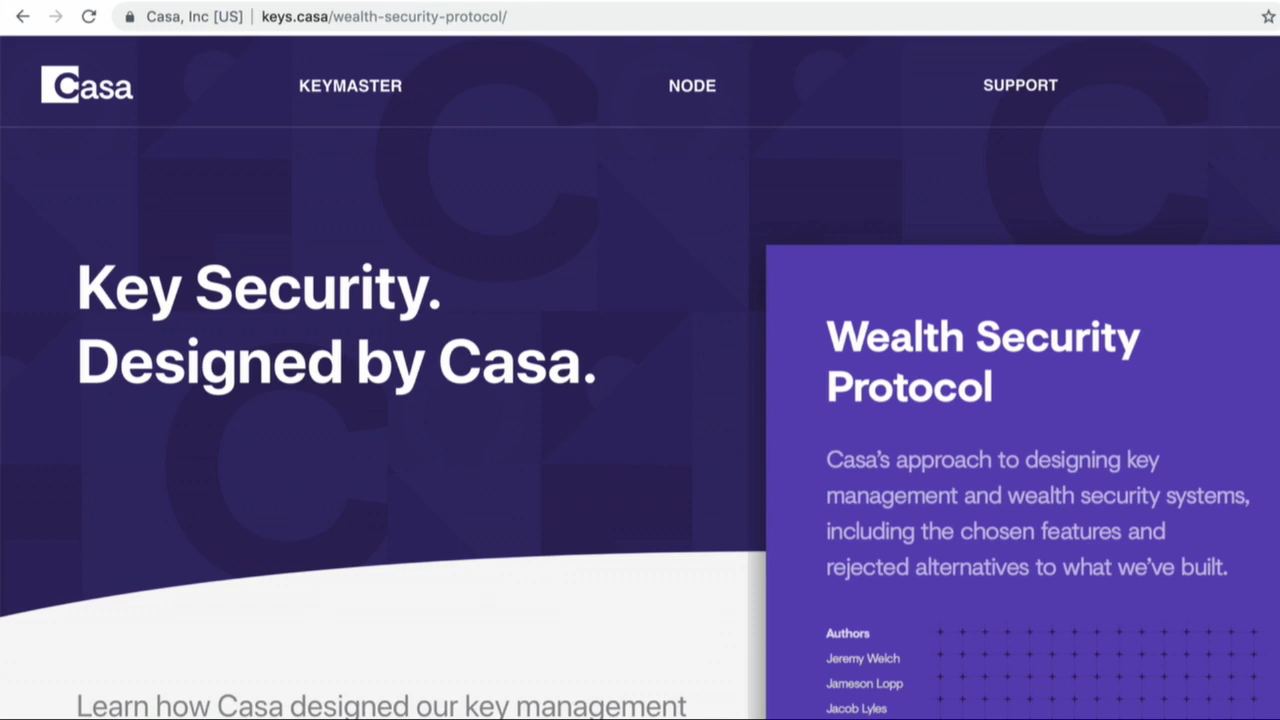 Casa, Inc [US] | keys.casa/wealth-security-protocol/
Casa
KEYMASTER
NODE
SUPPORT
Key Security.
Designed by Casa.
Learn how Casa designed our key management
Wealth Security
Protocol
Casa's approach to designing key
management and wealth security systems,
including the chosen features and
rejected alternatives to what we've built.
Authors
Jeremy Welch
Jameson Lopp
Jacob Lyles